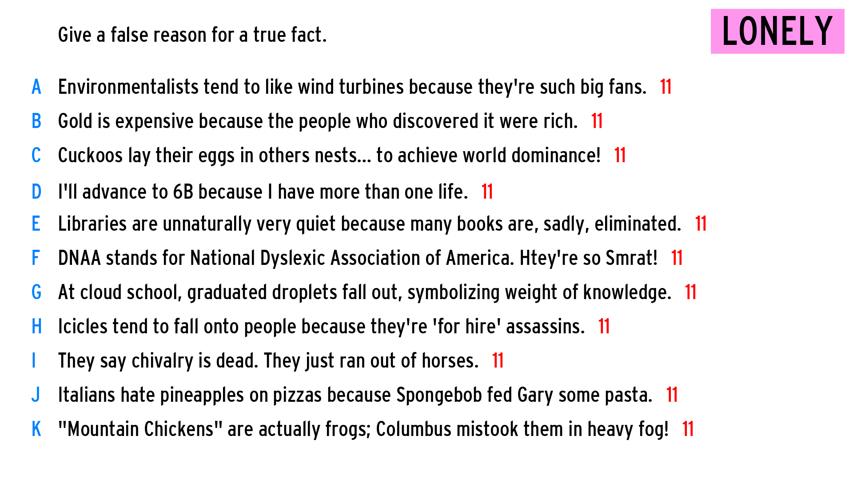 Give a false reason for a true fact.
LONELY
A Environmentalists tend to like wind turbines because they're such big fans. 11
B Gold is expensive because the people who discovered it were rich. 11
C Cuckoos lay their eggs in others nests... to achieve world dominance! 11
D I'll advance to 6B because I have more than one life. 11
E Libraries are unnaturally very quiet because many books are, sadly, eliminated. 11
F DNAA stands for National Dyslexic Association of America. Htey're so Smrat! 11
G At cloud school, graduated droplets fall out, symbolizing weight of knowledge. 11
H Icicles tend to fall onto people because they're 'for hire' assassins. 11
I They say chivalry is dead. They just ran out of horses. 11
J Italians hate pineapples on pizzas because Spongebob fed Gary some pasta. 11
K "Mountain Chickens" are actually frogs; Columbus mistook them in heavy fog! 11